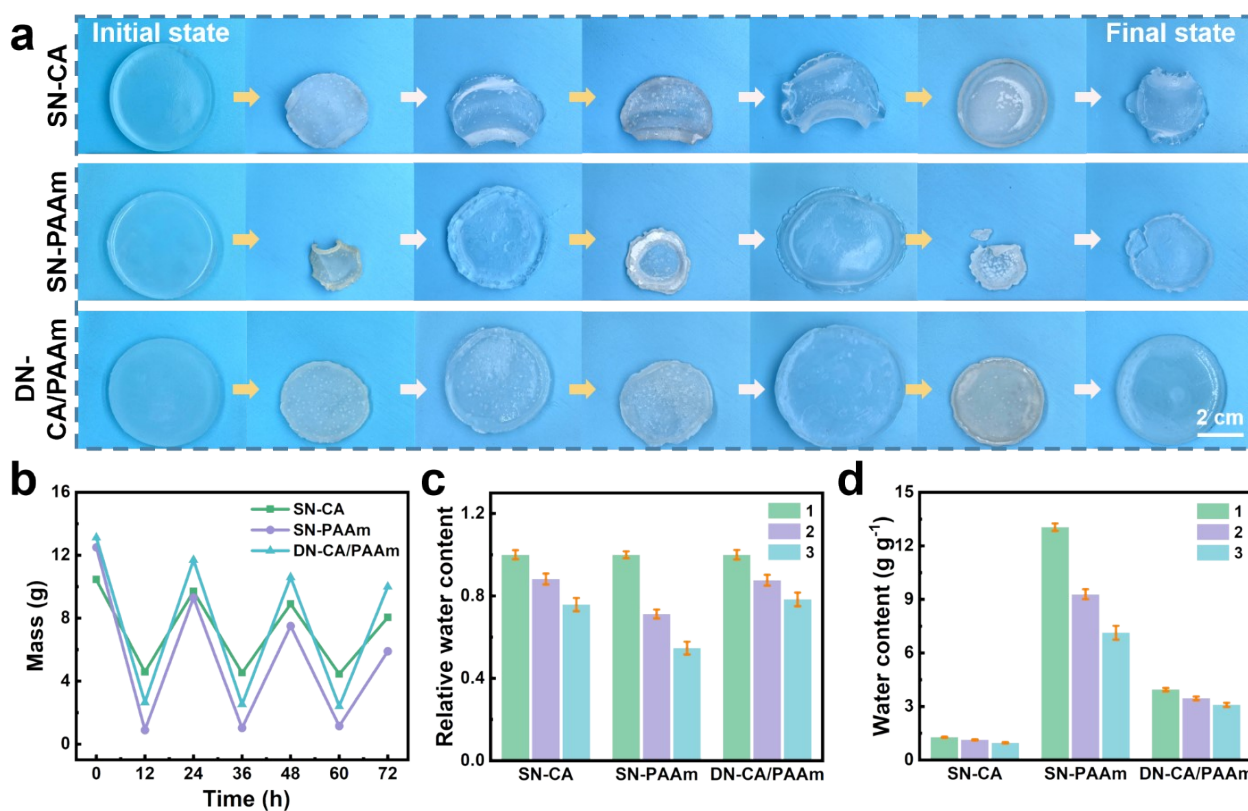 a
Initial state
Final state
SN-CA
SN-PAAm
DN-
CA/PAAm
2 cm
b
Mass (g)
16
12
8
4
0
SN-CA
SN-PAAm
DN-CA/PAAm
0 12 24 36 48 60 72
Time (h)
c
Relative water content
1.2
0.8
0.4
0.0
1
2
3
SN-CA SN-PAAm DN-CA/PAAm
d
Water content (g g⁻¹)
15
12
9
6
3
0
1
2
3
SN-CA SN-PAAm DN-CA/PAAm